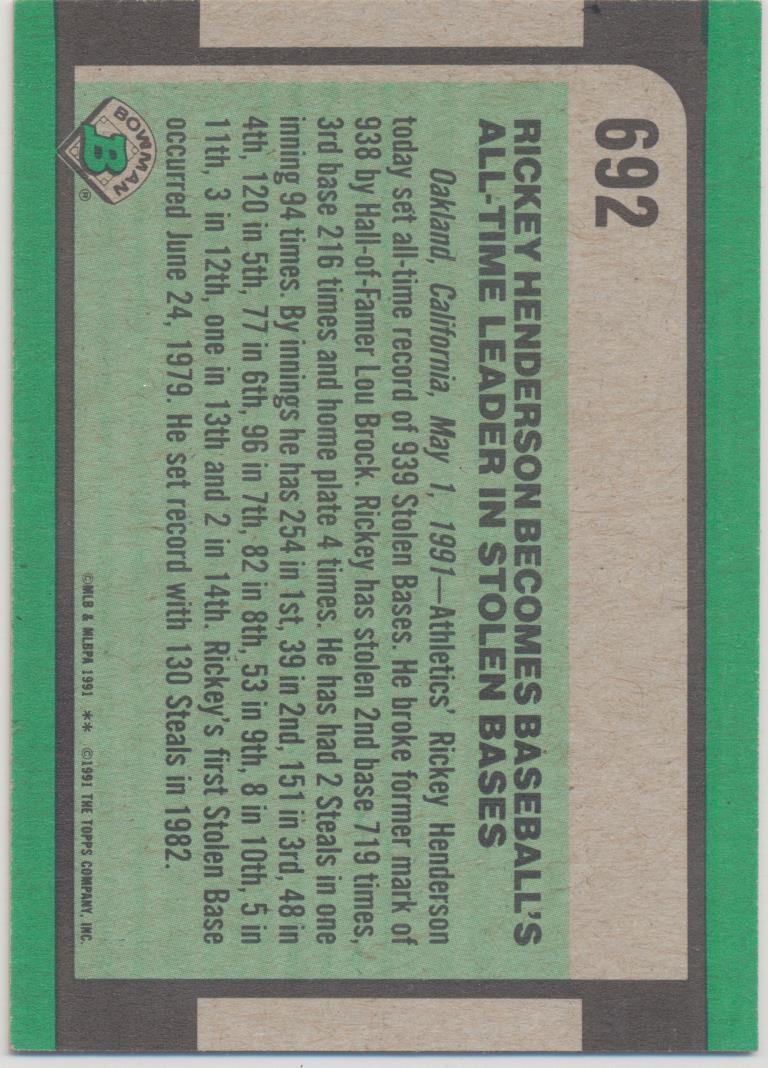 692
RICKEY HENDERSON BECOMES BASEBALL'S
ALL-TIME LEADER IN STOLEN BASES
Oakland, California, May 1, 1991—Athletics' Rickey Henderson
today set all-time record of 939 Stolen Bases. He broke former mark of
938 by Hall-of-Famer Lou Brock. Rickey has stolen 2nd base 719 times,
3rd base 216 times and home plate 4 times. He has had 2 Steals in one
inning 94 times. By innings he has 254 in 1st, 39 in 2nd, 151 in 3rd, 48 in
4th, 120 in 5th, 77 in 6th, 96 in 7th, 82 in 8th, 53 in 9th, 8 in 10th, 5 in
11th, 3 in 12th, one in 13th and 2 in 14th. Rickey's first Stolen Base
occurred June 24, 1979. He set record with 130 Steals in 1982.
BOWMAN
B
®
©MLB & MLBPA 1991 ** ©1991 THE TOPPS COMPANY, INC.